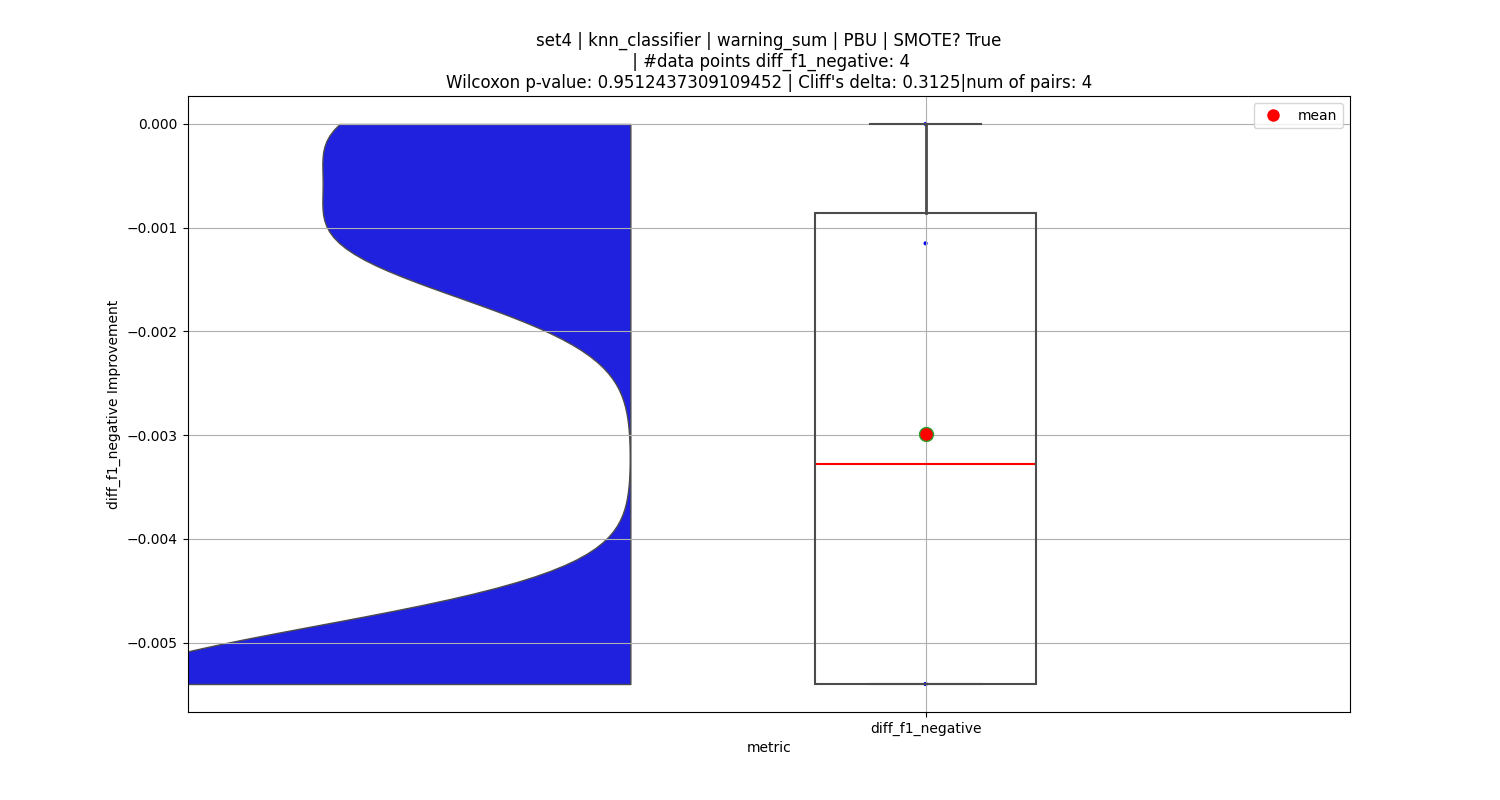 set4 | knn_classifier | warning_sum | PBU | SMOTE? True
| #data points diff_f1_negative: 4
Wilcoxon p-value: 0.9512437309109452 | Cliff's delta: 0.3125|num of pairs: 4
mean
0.000
−0.001
−0.002
−0.003
−0.004
−0.005
diff_f1_negative Improvement
diff_f1_negative
metric